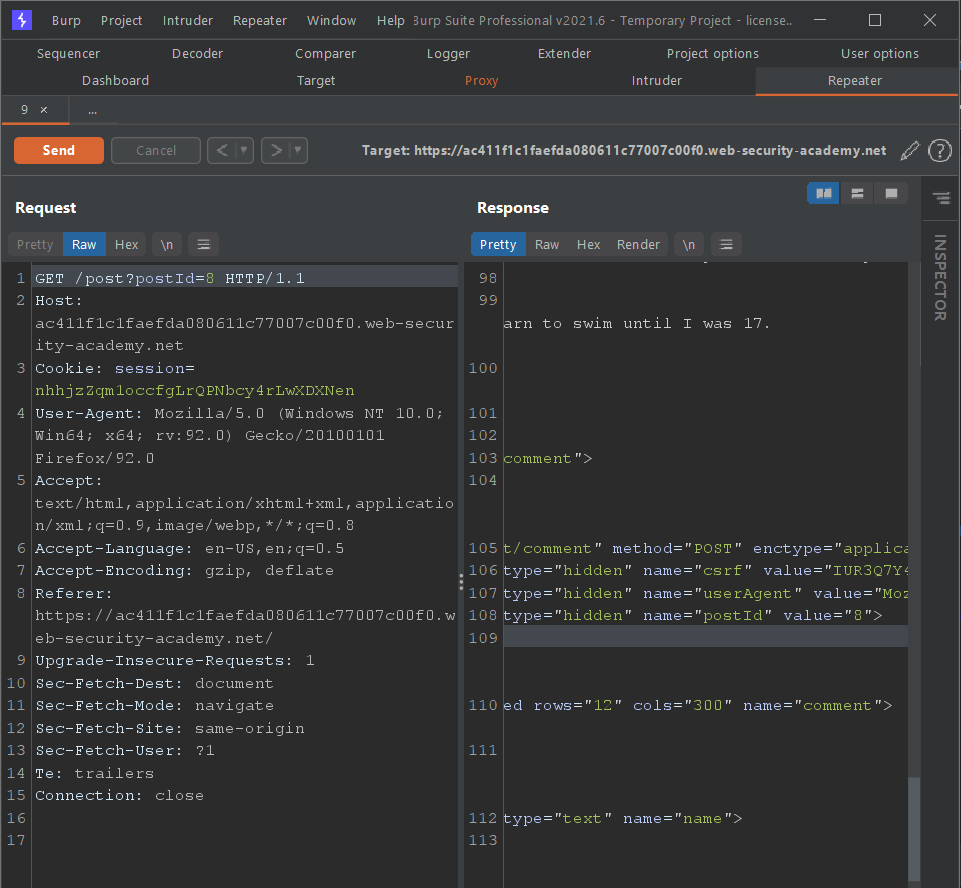 Burp Project Intruder Repeater Window Help Burp Suite Professional v2021.6 - Temporary Project - license..
Sequencer Decoder Comparer Logger Extender Project options User options
Dashboard Target Proxy Intruder Repeater
9 × ...
Send Cancel < > Target: https://ac411f1c1faefda080611c77007c00f0.web-security-academy.net ?
Request
Pretty Raw Hex \n
1 GET /post?postId=8 HTTP/1.1
2 Host:
ac411f1c1faefda080611c77007c00f0.web-secur
ity-academy.net
3 Cookie: session=
nhhjzZqm1occfgLrQPNbcy4rLwXDXNen
4 User-Agent: Mozilla/5.0 (Windows NT 10.0;
Win64; x64; rv:92.0) Gecko/20100101
Firefox/92.0
5 Accept:
text/html,application/xhtml+xml,applicatio
n/xml;q=0.9,image/webp,*/*;q=0.8
6 Accept-Language: en-US,en;q=0.5
7 Accept-Encoding: gzip, deflate
8 Referer:
https://ac411f1c1faefda080611c77007c00f0.w
eb-security-academy.net/
9 Upgrade-Insecure-Requests: 1
10 Sec-Fetch-Dest: document
11 Sec-Fetch-Mode: navigate
12 Sec-Fetch-Site: same-origin
13 Sec-Fetch-User: ?1
14 Te: trailers
15 Connection: close
16
17
Response
Pretty Raw Hex Render \n
98
99
arn to swim until I was 17.
100
101
102
103 comment">
104
105 t/comment" method="POST" enctype="applica
106 type="hidden" name="csrf" value="IUR3Q7Y4
107 type="hidden" name="userAgent" value="Moz
108 type="hidden" name="postId" value="8">
109
110 ed rows="12" cols="300" name="comment">
111
112 type="text" name="name">
113
INSPECTOR